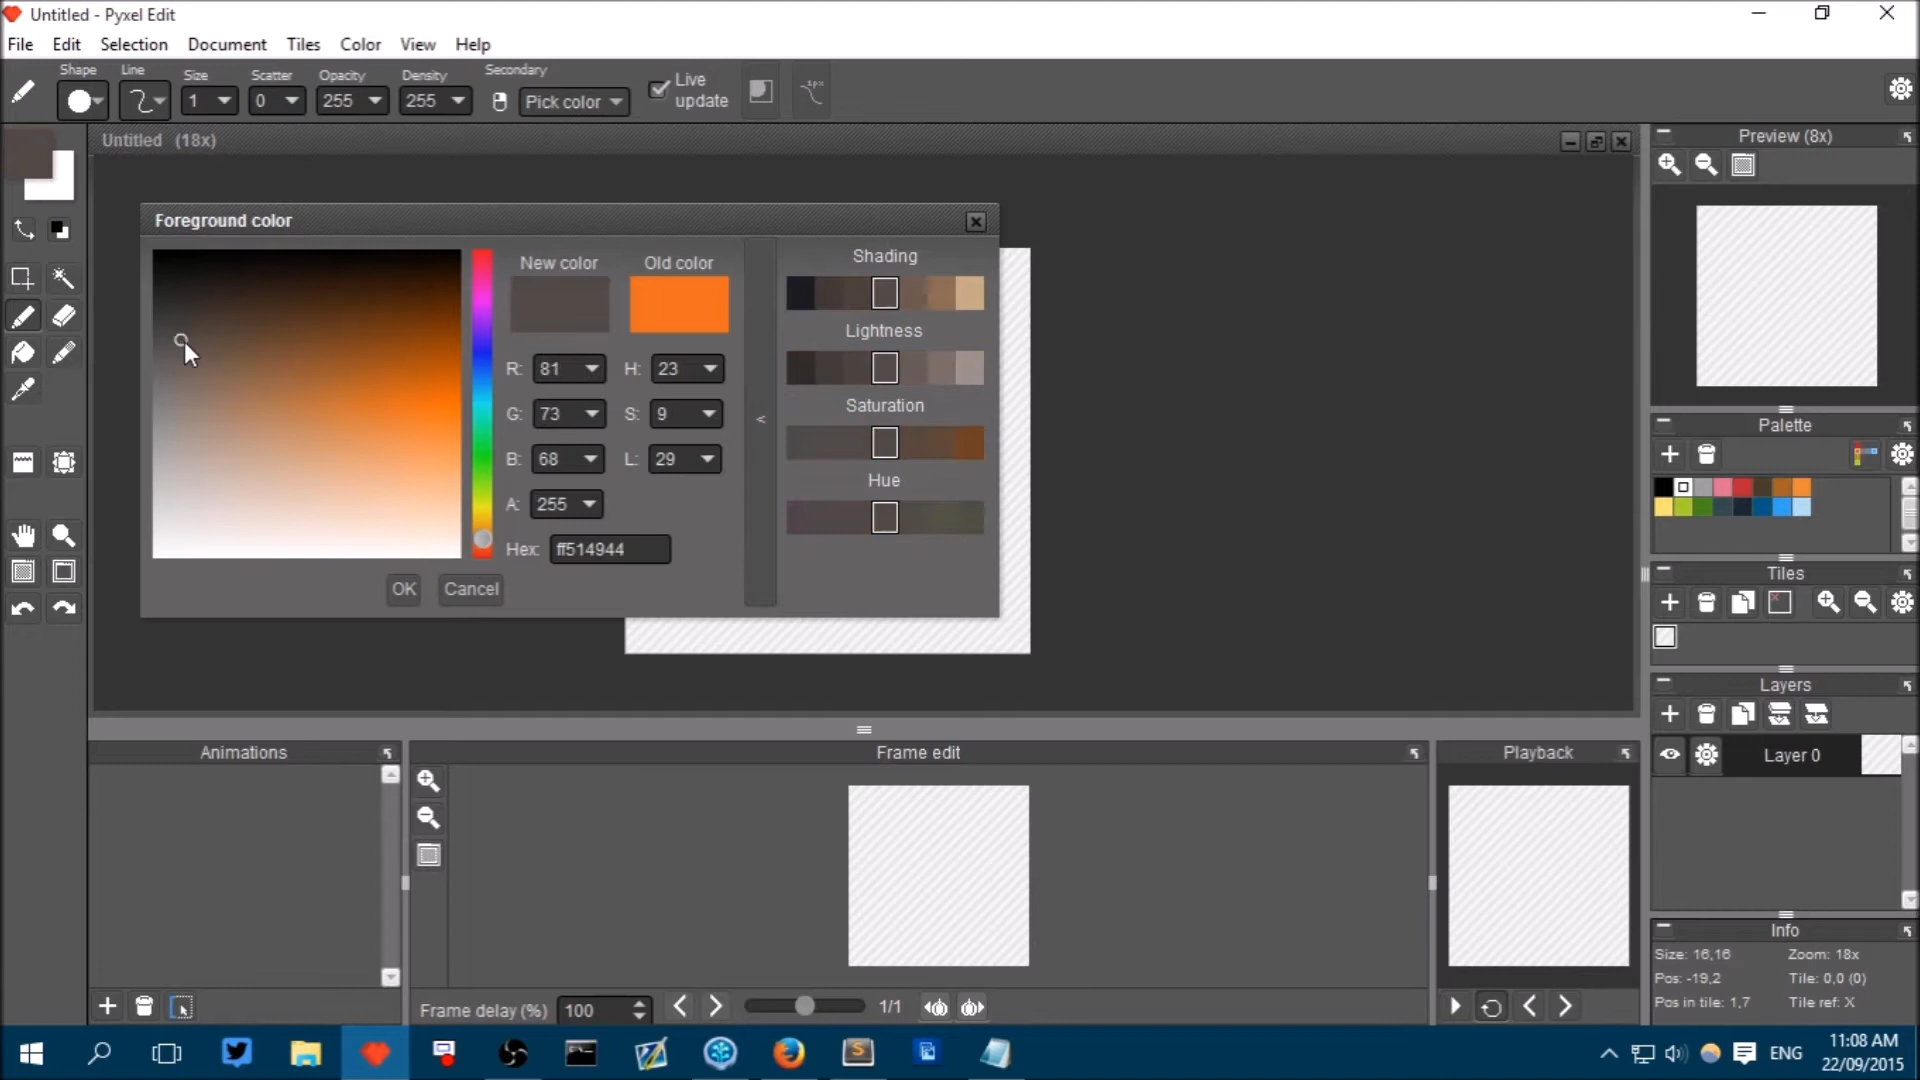 Untitled - Pyxel Edit
File Edit Selection Document Tiles Color View Help
Shape Line Size Scatter Opacity Density Secondary
1 0 255 255 Pick color
Live update
1px
Untitled (18x)
Preview (8x)
Foreground color
New color Old color
R: 81 H: 23
G: 73 S: 9
B: 68 L: 29
A: 255
Hex: ff514944
OK Cancel
<
Shading
Lightness
Saturation
Hue
Palette
Tiles
Layers
Layer 0
Animations
Frame edit
Playback
Frame delay (%) 100
1/1
Info
Size: 16,16 Zoom: 18x
Pos: -19,2 Tile: 0,0 (0)
Pos in tile: 1,7 Tile ref: X
ENG
11:08 AM
22/09/2015